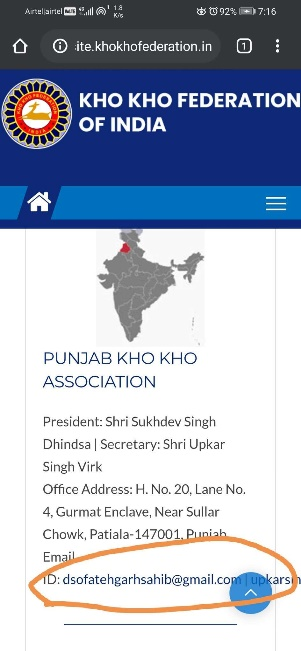 Airtel|airtel 1.8 K/s 92% 7:16
ite.khokhofederation.in 1
KHO KHO FEDERATION
OF INDIA
PUNJAB KHO KHO
ASSOCIATION
President: Shri Sukhdev Singh
Dhindsa | Secretary: Shri Upkar
Singh Virk
Office Address: H. No. 20, Lane No.
4, Gurmat Enclave, Near Sullar
Chowk, Patiala-147001, Punjab
Email
ID: dsofatehgarhsahib@gmail.com | upkarsin